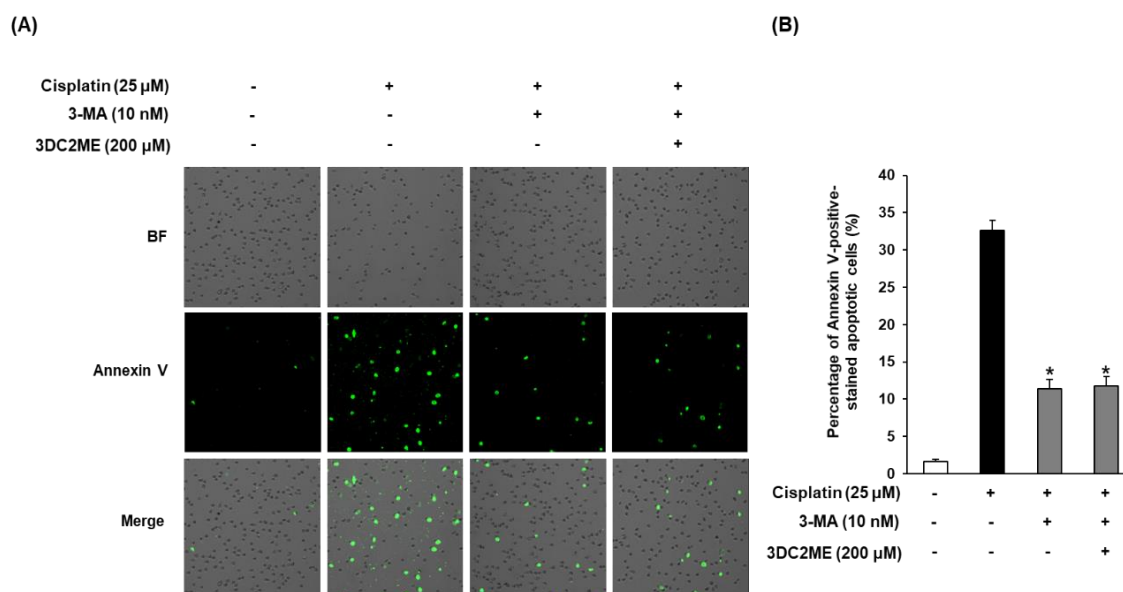 (A)
Cisplatin (25 µM) - + + +
3-MA (10 nM) - - + +
3DC2ME (200 µM) - - - +
BF
Annexin V
Merge
(B)
Percentage of Annexin V-positive-
stained apoptotic cells (%)
40
35
30
25
20
15
10
5
0
* *
Cisplatin (25 µM) - + + +
3-MA (10 nM) - - + +
3DC2ME (200 µM) - - - +